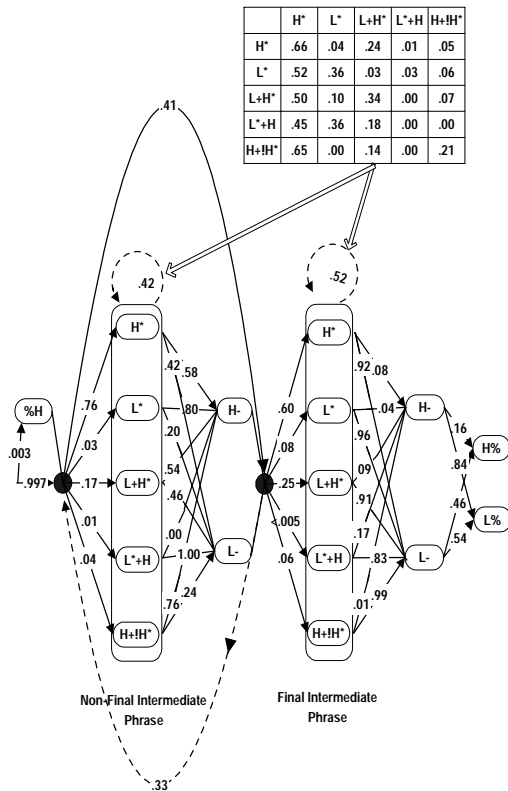 H* L* L+H* L*+H H+!H*
H* .66 .04 .24 .01 .05
L* .52 .36 .03 .03 .06
L+H* .50 .10 .34 .00 .07
L*+H .45 .36 .18 .00 .00
H+!H* .65 .00 .14 .00 .21
.41
.42
.52
H*
H*
.42 .58
.92 .08
%H
.76
L*
.80
H-
.60
L*
.04
H-
.16
H%
.003
.03
.20
.08
.96
.84
.997
.17
L+H*
.54
.25
L+H*
.09
.46
.46
.91
L%
.01
.00
<.005
.17
.54
.04
L*+H
1.00
L-
.06
L*+H
.83
L-
.76
.24
.01
.99
H+!H*
H+!H*
Non-Final Intermediate
Phrase
Final Intermediate
Phrase
.33